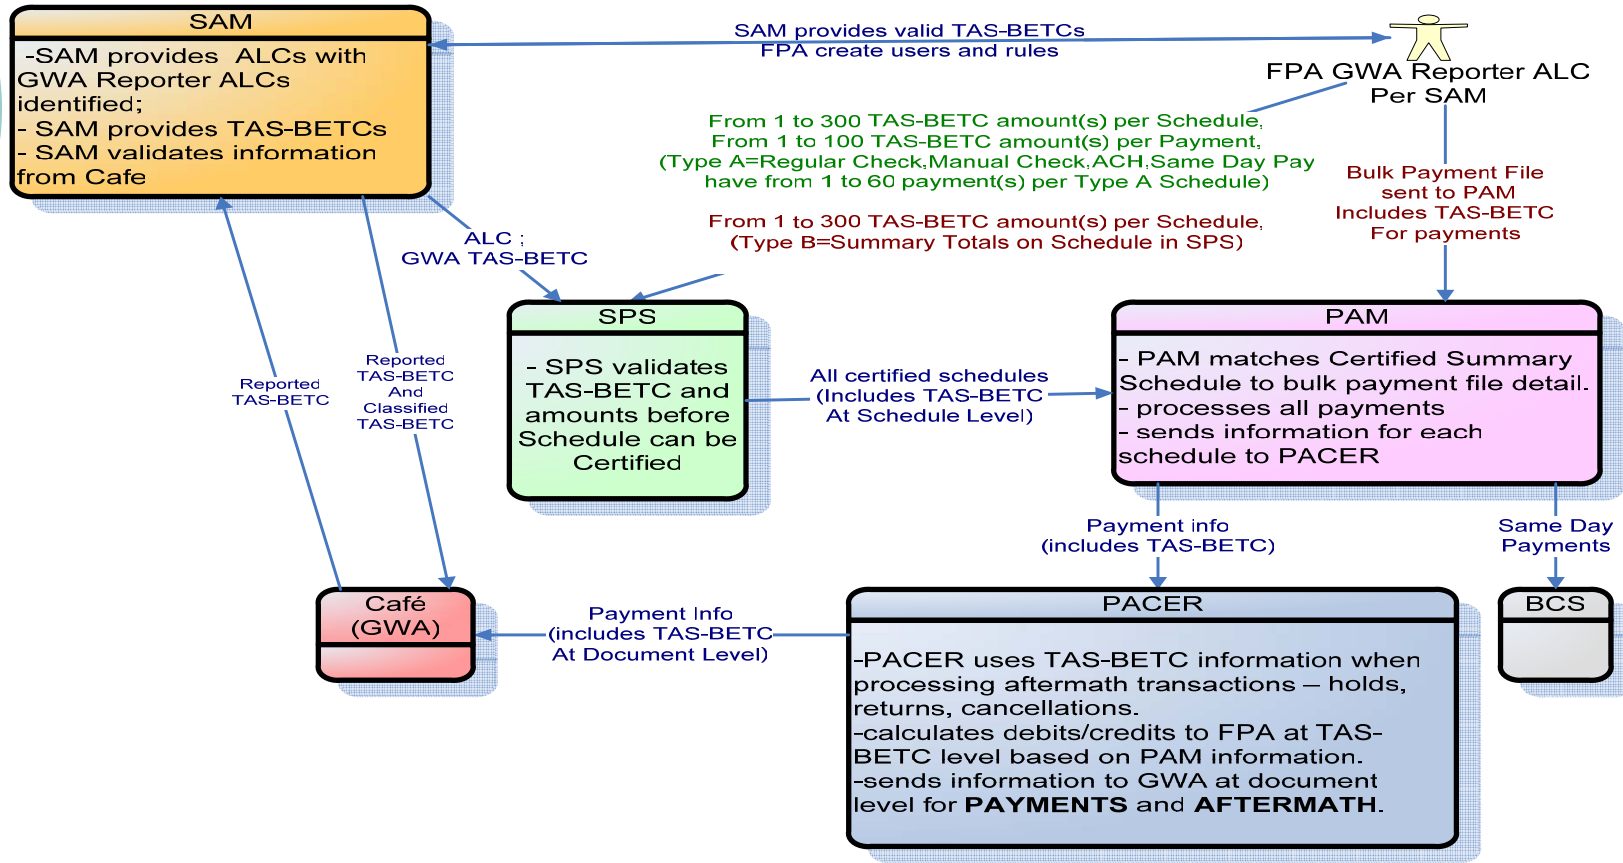 SAM
-SAM provides  ALCs with
GWA Reporter ALCs
identified;
- SAM provides TAS-BETCs
- SAM validates information
from Cafe
SAM provides valid TAS-BETCs
FPA create users and rules
FPA GWA Reporter ALC
Per SAM
From 1 to 300 TAS-BETC amount(s) per Schedule,
From 1 to 100 TAS-BETC amount(s) per Payment,
(Type A=Regular Check,Manual Check,ACH,Same Day Pay
have from 1 to 60 payment(s) per Type A Schedule)
From 1 to 300 TAS-BETC amount(s) per Schedule,
(Type B=Summary Totals on Schedule in SPS)
Bulk Payment File
sent to PAM
Includes TAS-BETC
For payments
ALC ;
GWA TAS-BETC
SPS
- SPS validates
TAS-BETC and
amounts before
Schedule can be
Certified
All certified schedules
(Includes TAS-BETC
At Schedule Level)
PAM
- PAM matches Certified Summary
Schedule to bulk payment file detail.
- processes all payments
- sends information for each
schedule to PACER
Reported
TAS-BETC
Reported
TAS-BETC
And
Classified
TAS-BETC
Payment info
(includes TAS-BETC)
Same Day
Payments
Café
(GWA)
Payment Info
(includes TAS-BETC
At Document Level)
PACER
-PACER uses TAS-BETC information when
processing aftermath transactions – holds,
returns, cancellations.
-calculates debits/credits to FPA at TAS-
BETC level based on PAM information.
-sends information to GWA at document
level for PAYMENTS and AFTERMATH.
BCS